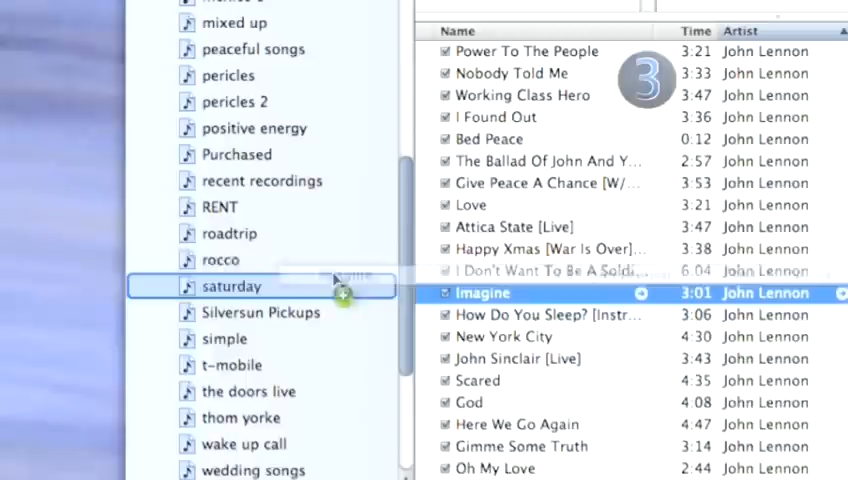 mixed up
peaceful songs
pericles
pericles 2
positive energy
Purchased
recent recordings
RENT
roadtrip
rocco
saturday
Silversun Pickups
simple
t-mobile
the doors live
thom yorke
wake up call
wedding songs
Name Time Artist
Power To The People 3:21 John Lennon
Nobody Told Me 3:33 John Lennon
Working Class Hero 3:47 John Lennon
I Found Out 3:36 John Lennon
Bed Peace 0:12 John Lennon
The Ballad Of John And Y... 2:57 John Lennon
Give Peace A Chance [W/... 3:53 John Lennon
Love 3:21 John Lennon
Attica State [Live] 3:47 John Lennon
Happy Xmas [War Is Over]... 3:38 John Lennon
I Don't Want To Be A Soldi... 6:04 John Lennon
Imagine 3:01 John Lennon
How Do You Sleep? [Instr... 3:06 John Lennon
New York City 4:30 John Lennon
John Sinclair [Live] 3:43 John Lennon
Scared 4:35 John Lennon
God 4:08 John Lennon
Here We Go Again 4:47 John Lennon
Gimme Some Truth 3:14 John Lennon
Oh My Love 2:44 John Lennon
3